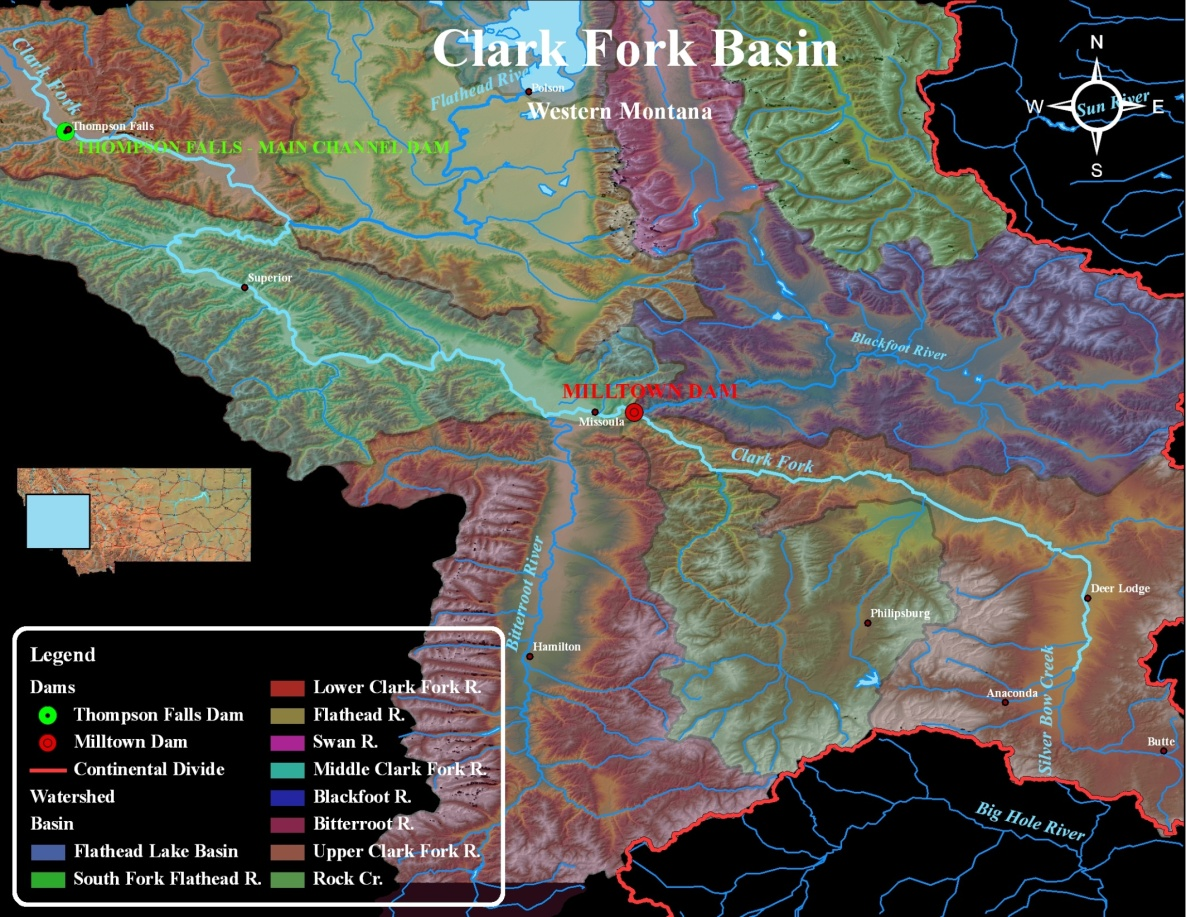 Clark Fork Basin
Western Montana
Clark Fork
Flathead River
Polson
N
W
E
S
Sun River
Thompson Falls
THOMPSON FALLS - MAIN CHANNEL DAM
Superior
Blackfoot River
MILLTOWN DAM
Missoula
Clark Fork
Bitterroot River
Deer Lodge
Philipsburg
Hamilton
Anaconda
Silver Bow Creek
Butte
Big Hole River
Legend
Dams
Thompson Falls Dam
Milltown Dam
Continental Divide
Watershed
Basin
Flathead Lake Basin
South Fork Flathead R.
Lower Clark Fork R.
Flathead R.
Swan R.
Middle Clark Fork R.
Blackfoot R.
Bitterroot R.
Upper Clark Fork R.
Rock Cr.